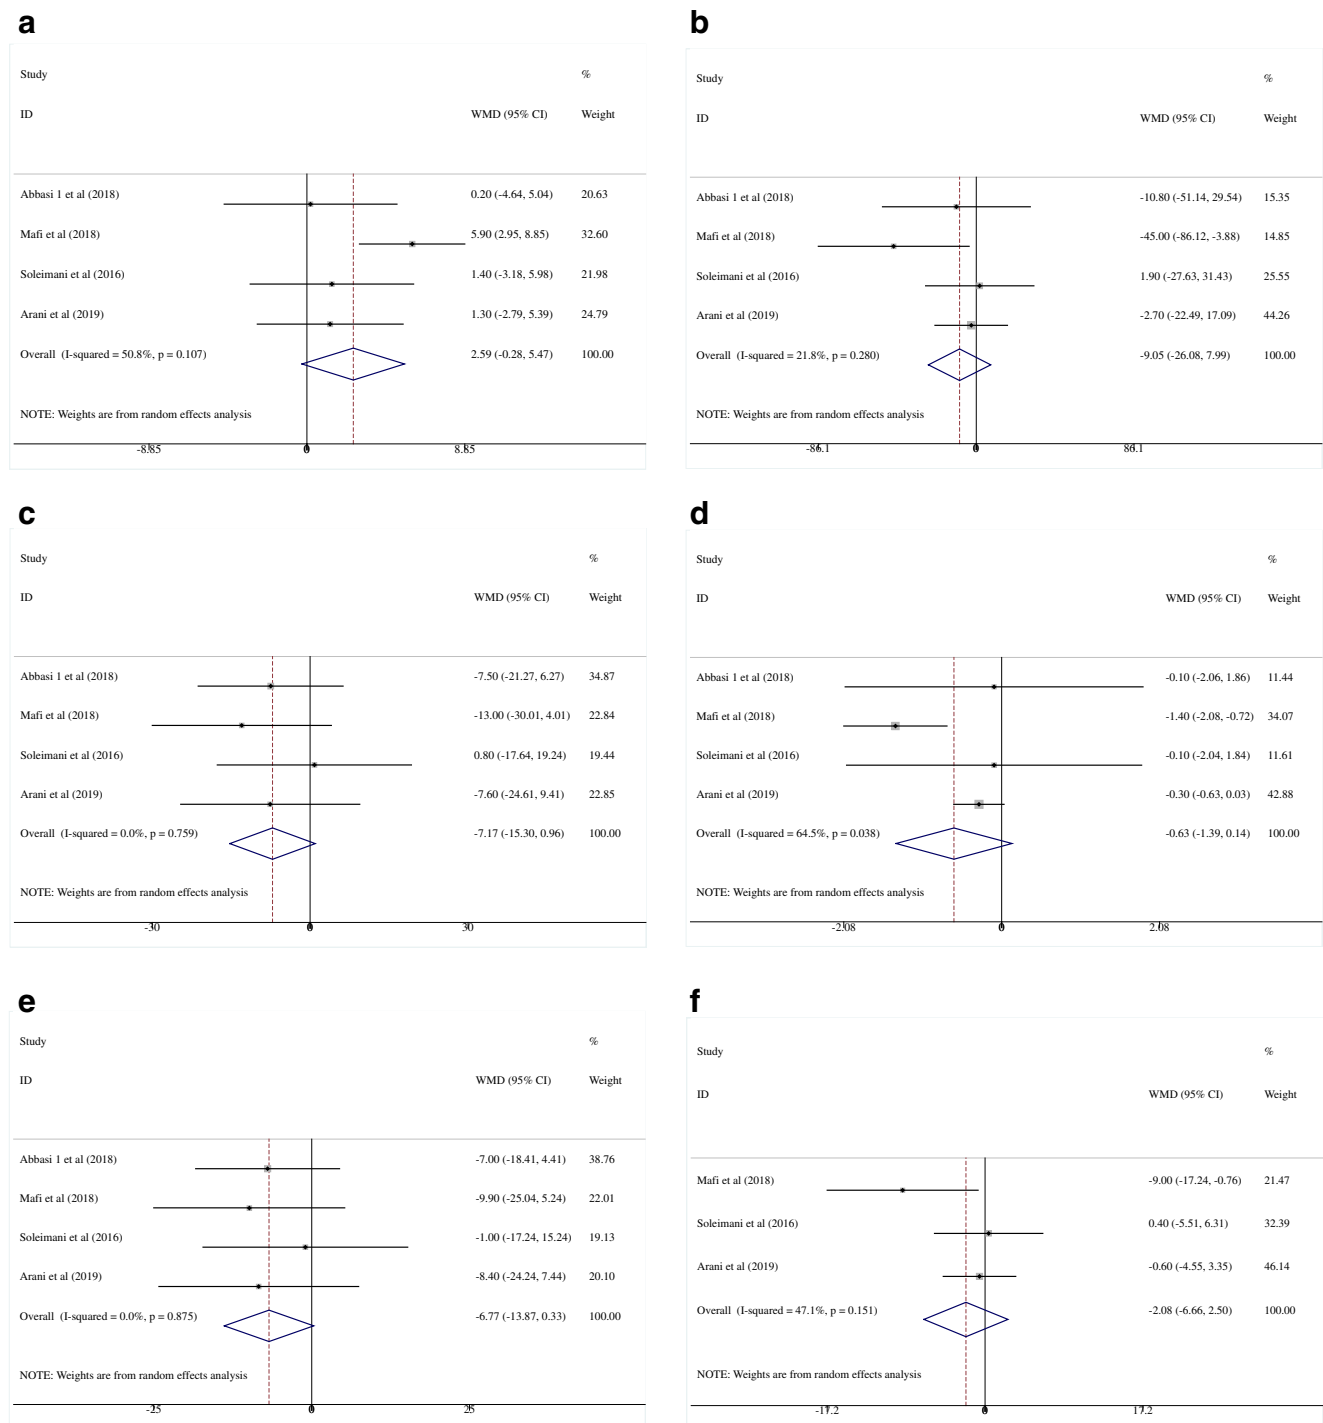 a
Study %
ID WMD (95% CI) Weight
Abbasi 1 et al (2018) 0.20 (-4.64, 5.04) 20.63
Mafi et al (2018) 5.90 (2.95, 8.85) 32.60
Soleimani et al (2016) 1.40 (-3.18, 5.98) 21.98
Arani et al (2019) 1.30 (-2.79, 5.39) 24.79
Overall (I-squared = 50.8%, p = 0.107) 2.59 (-0.28, 5.47) 100.00
NOTE: Weights are from random effects analysis
-8.85 0 8.85
b
Study %
ID WMD (95% CI) Weight
Abbasi 1 et al (2018) -10.80 (-51.14, 29.54) 15.35
Mafi et al (2018) -45.00 (-86.12, -3.88) 14.85
Soleimani et al (2016) 1.90 (-27.63, 31.43) 25.55
Arani et al (2019) -2.70 (-22.49, 17.09) 44.26
Overall (I-squared = 21.8%, p = 0.280) -9.05 (-26.08, 7.99) 100.00
NOTE: Weights are from random effects analysis
-86.1 0 86.1
c
Study %
ID WMD (95% CI) Weight
Abbasi 1 et al (2018) -7.50 (-21.27, 6.27) 34.87
Mafi et al (2018) -13.00 (-30.01, 4.01) 22.84
Soleimani et al (2016) 0.80 (-17.64, 19.24) 19.44
Arani et al (2019) -7.60 (-24.61, 9.41) 22.85
Overall (I-squared = 0.0%, p = 0.759) -7.17 (-15.30, 0.96) 100.00
NOTE: Weights are from random effects analysis
-30 0 30
d
Study %
ID WMD (95% CI) Weight
Abbasi 1 et al (2018) -0.10 (-2.06, 1.86) 11.44
Mafi et al (2018) -1.40 (-2.08, -0.72) 34.07
Soleimani et al (2016) -0.10 (-2.04, 1.84) 11.61
Arani et al (2019) -0.30 (-0.63, 0.03) 42.88
Overall (I-squared = 64.5%, p = 0.038) -0.63 (-1.39, 0.14) 100.00
NOTE: Weights are from random effects analysis
-2.08 0 2.08
e
Study %
ID WMD (95% CI) Weight
Abbasi 1 et al (2018) -7.00 (-18.41, 4.41) 38.76
Mafi et al (2018) -9.90 (-25.04, 5.24) 22.01
Soleimani et al (2016) -1.00 (-17.24, 15.24) 19.13
Arani et al (2019) -8.40 (-24.24, 7.44) 20.10
Overall (I-squared = 0.0%, p = 0.875) -6.77 (-13.87, 0.33) 100.00
NOTE: Weights are from random effects analysis
-25 0 25
f
Study %
ID WMD (95% CI) Weight
Mafi et al (2018) -9.00 (-17.24, -0.76) 21.47
Soleimani et al (2016) 0.40 (-5.51, 6.31) 32.39
Arani et al (2019) -0.60 (-4.55, 3.35) 46.14
Overall (I-squared = 47.1%, p = 0.151) -2.08 (-6.66, 2.50) 100.00
NOTE: Weights are from random effects analysis
-17.2 0 17.2